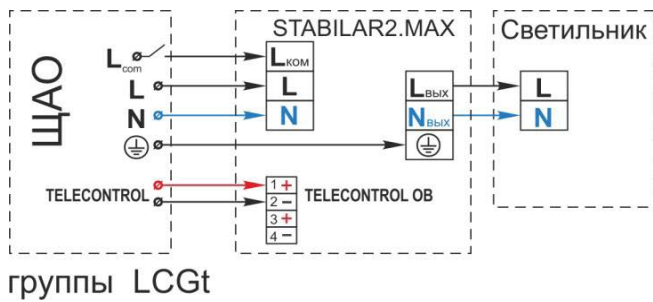 STABILAR2.MAX
Светильник
ЩАО
Lcom
L
N
TELECONTROL
Lком
L
N
Lвых
Nвых
1 +
2 –
3 +
4 –
TELECONTROL OB
L
N
группы LCGt